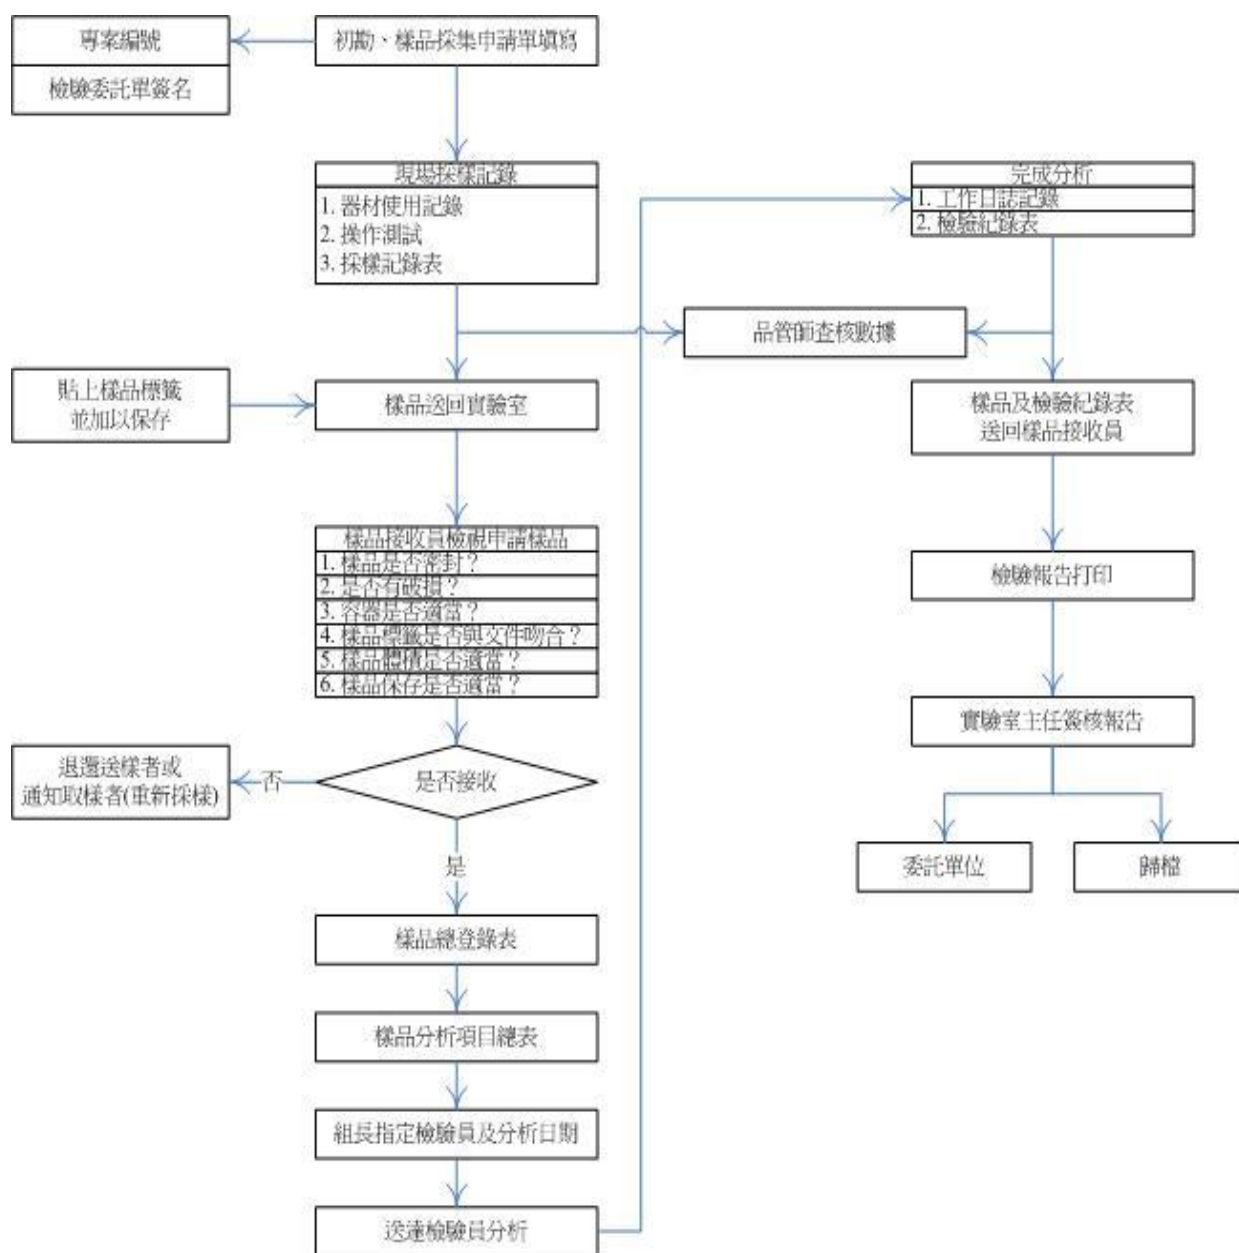 專案編號
檢驗委託單簽名
初勘、樣品採集申請單填寫
現場採樣記錄
1. 器材使用記錄
2. 操作測試
3. 採樣記錄表
完成分析
1. 工作日誌記錄
2. 檢驗紀錄表
品管師查核數據
貼上樣品標籤
並加以保存
樣品送回實驗室
樣品及檢驗紀錄表
送回樣品接收員
樣品接收員檢視申請樣品
1. 樣品是否密封?
2. 是否有破損?
3. 容器是否適當?
4. 樣品標籤是否與文件吻合?
5. 樣品體積是否適當?
6. 樣品保存是否適當?
檢驗報告打印
實驗室主任簽核報告
退還送樣者或
通知取樣者(重新採樣)
否
是否接收
是
委託單位
歸檔
樣品總登錄表
樣品分析項目總表
組長指定檢驗員及分析日期
送達檢驗員分析